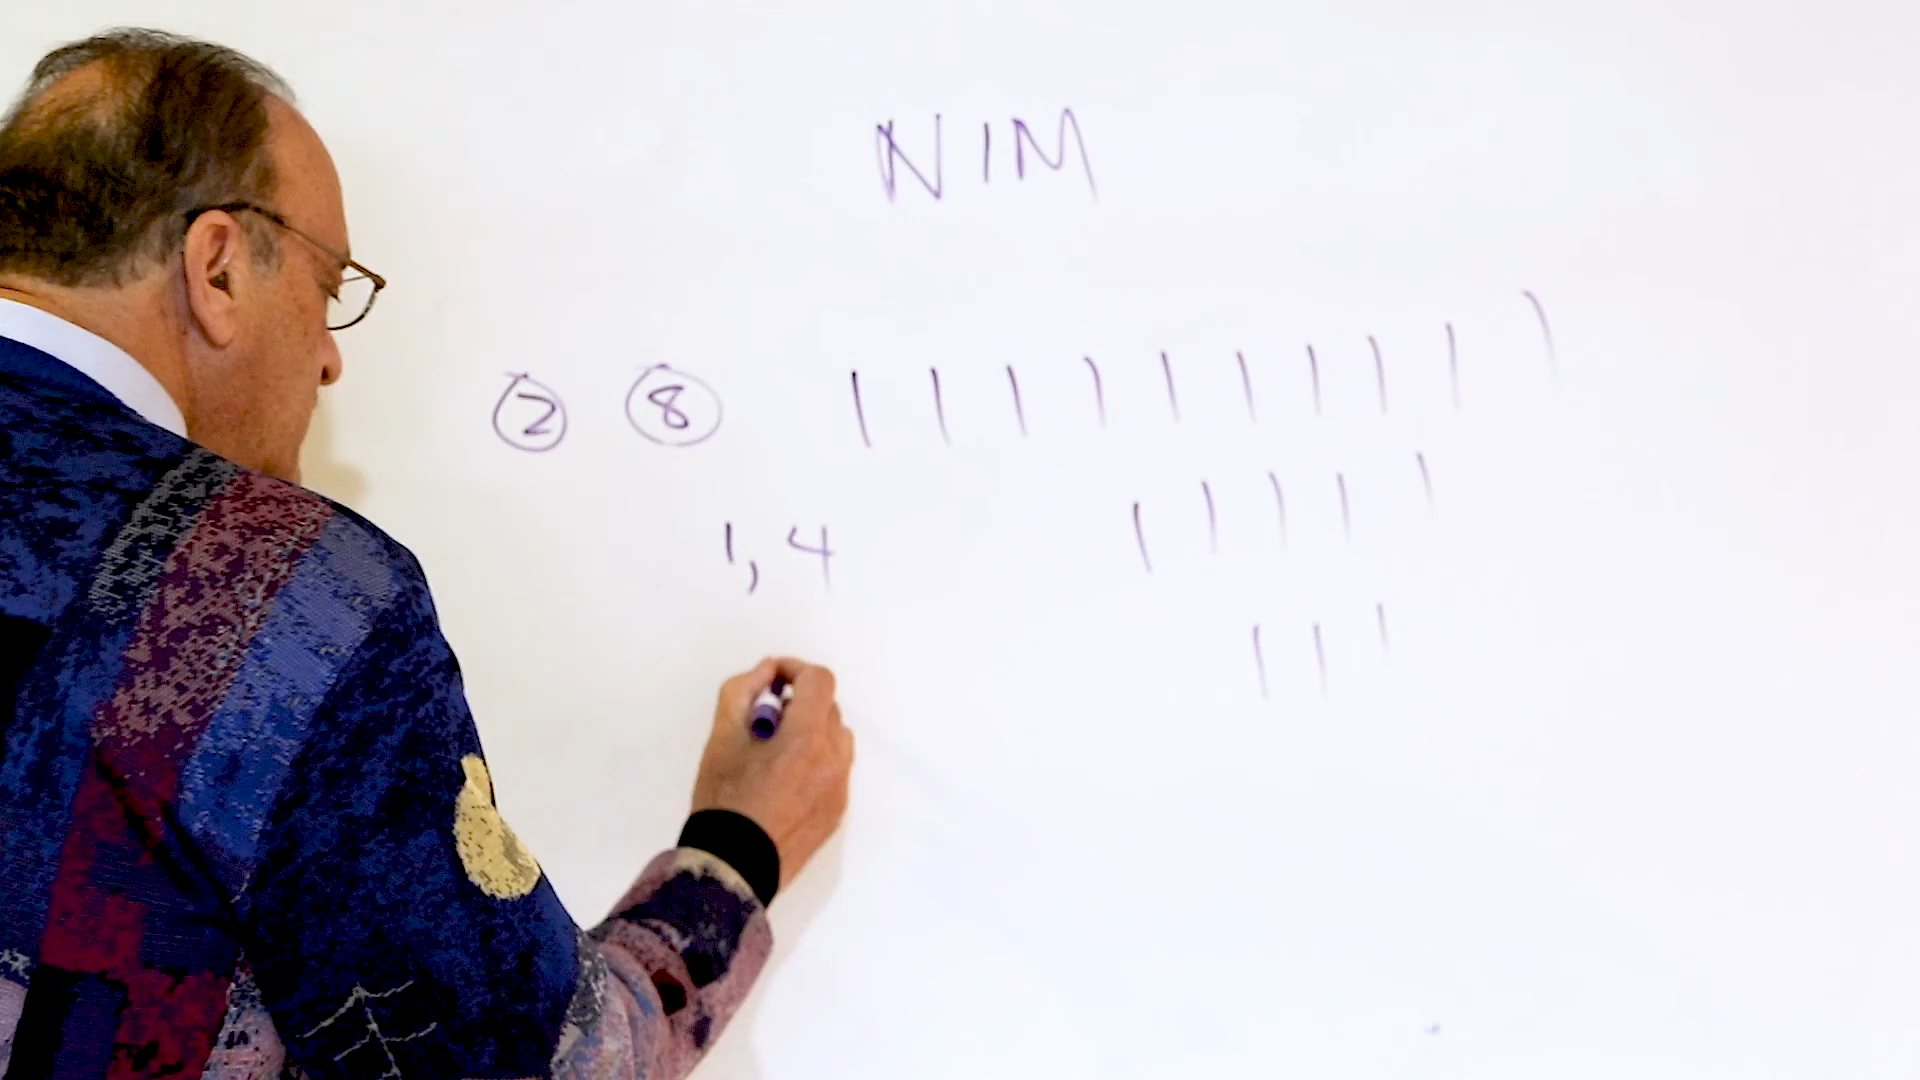 NIM
② ⑧ | | | | | | | | | |
1, 4 | | | | |
| | |